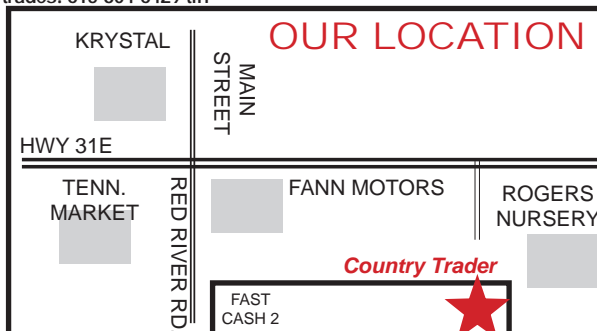 OUR LOCATION
KRYSTAL
MAIN
STREET
HWY 31E
TENN.
MARKET
RED RIVER RD
FANN MOTORS
ROGERS
NURSERY
Country Trader
FAST
CASH 2